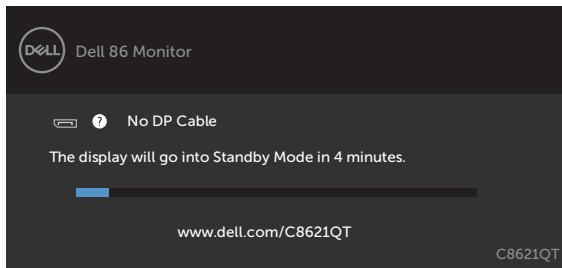 DELL
Dell 86 Monitor
? No DP Cable
The display will go into Standby Mode in 4 minutes.
www.dell.com/C8621QT
C8621QT